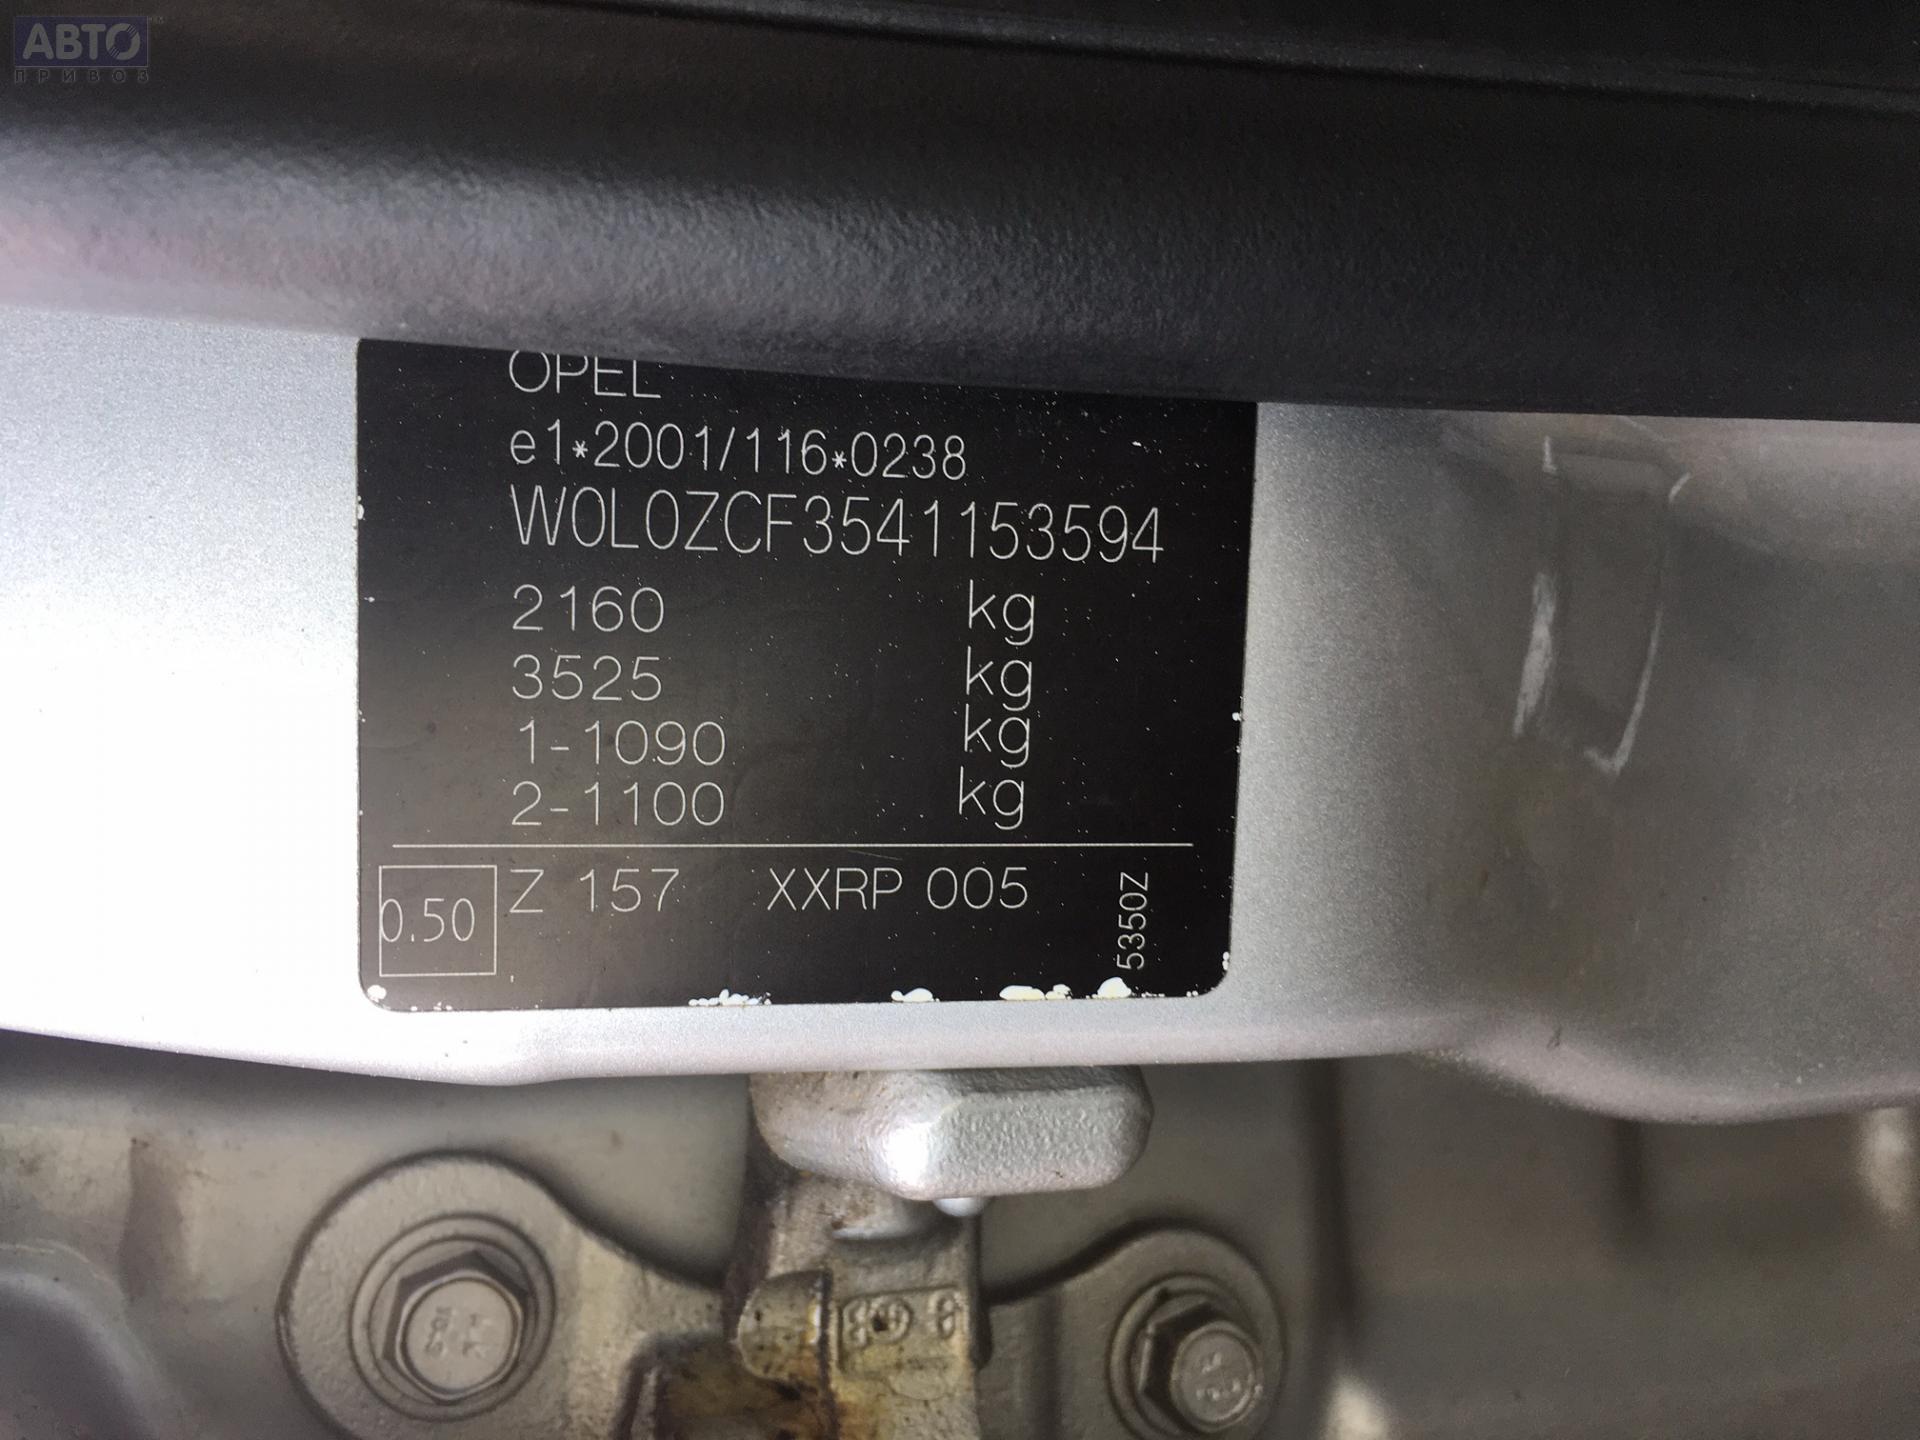 АВТО
ПРИВОЗ
OPEL
e1*2001/116*0238
W0L0ZCF3541153594
2160 kg
3525 kg
1-1090 kg
2-1100 kg
0.50 Z 157 XXRP 005
5350Z